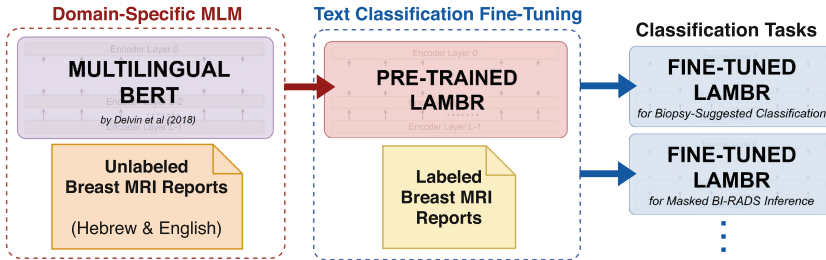 Domain-Specific MLM
Encoder Layer 0
MULTILINGUAL
BERT
by Delvin et al (2018)
Encoder Layer L-1
Unlabeled
Breast MRI Reports
(Hebrew & English)
Text Classification Fine-Tuning
Encoder Layer 0
PRE-TRAINED
LAMBR
Encoder Layer L-1
Labeled
Breast MRI
Reports
Classification Tasks
FINE-TUNED
LAMBR
for Biopsy-Suggested Classification
FINE-TUNED
LAMBR
for Masked BI-RADS Inference